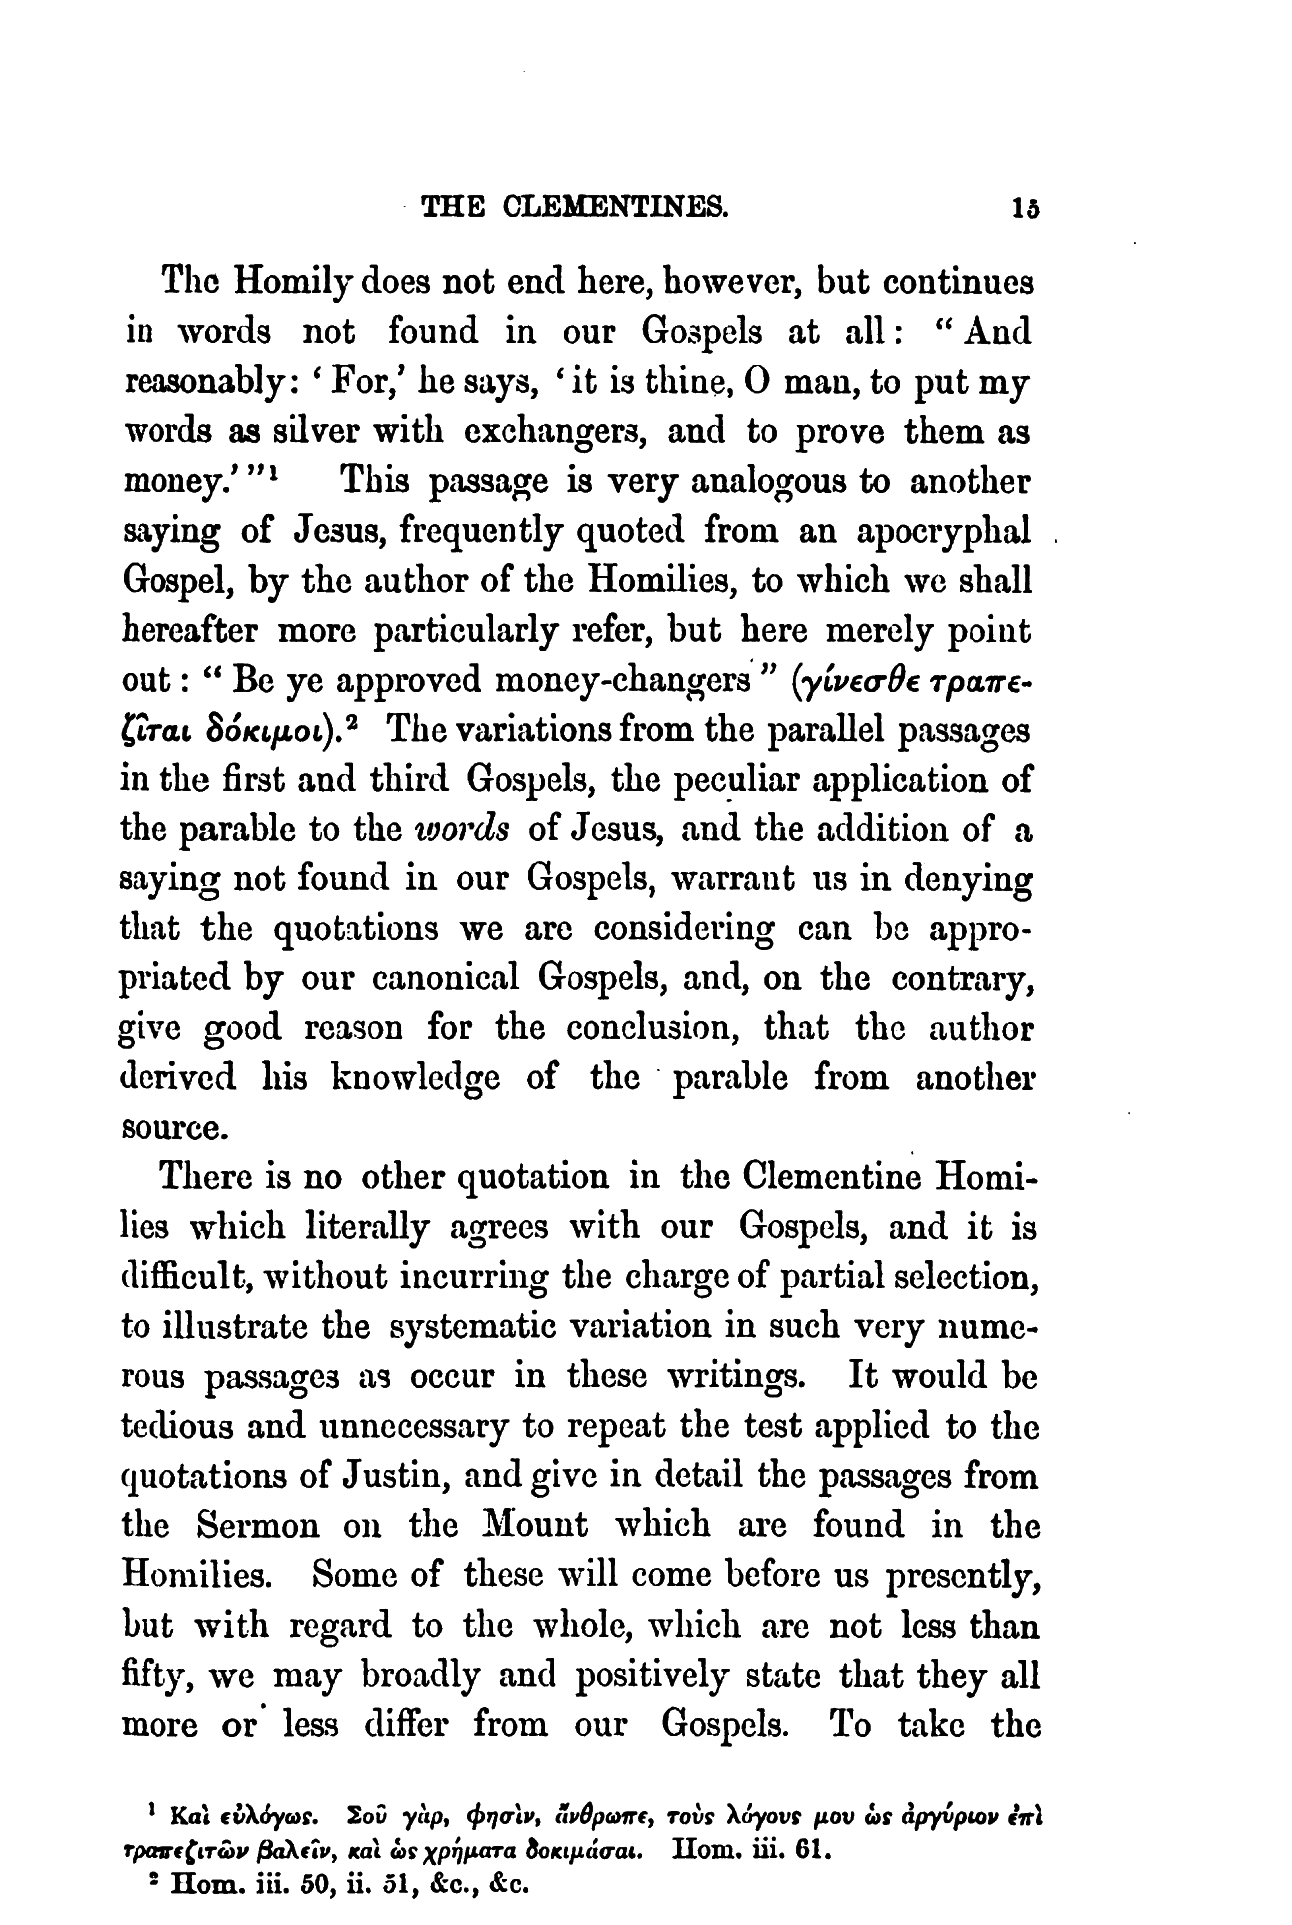 THE CLEMENTINES. 15
The Homily does not end here, however, but continues
in words not found in our Gospels at all : “ And
reasonably : ‘ For,’ he says, ‘ it is thine, O man, to put my
words as silver with exchangers, and to prove them as
money.’ ”¹ This passage is very analogous to another
saying of Jesus, frequently quoted from an apocryphal
Gospel, by the author of the Homilies, to which we shall
hereafter more particularly refer, but here merely point
out : “ Be ye approved money-changers ” (γίνεσθε τραπε-
ζῖται δόκιμοι).² The variations from the parallel passages
in the first and third Gospels, the peculiar application of
the parable to the words of Jesus, and the addition of a
saying not found in our Gospels, warrant us in denying
that the quotations we are considering can be appro-
priated by our canonical Gospels, and, on the contrary,
give good reason for the conclusion, that the author
derived his knowledge of the parable from another
source.
There is no other quotation in the Clementine Homi-
lies which literally agrees with our Gospels, and it is
difficult, without incurring the charge of partial selection,
to illustrate the systematic variation in such very nume-
rous passages as occur in these writings. It would be
tedious and unnecessary to repeat the test applied to the
quotations of Justin, and give in detail the passages from
the Sermon on the Mount which are found in the
Homilies. Some of these will come before us presently,
but with regard to the whole, which are not less than
fifty, we may broadly and positively state that they all
more or less differ from our Gospels. To take the
¹ Καὶ εὐλόγως. Σοῦ γὰρ, φησὶν, ἄνθρωπε, τοὺς λόγους μου ὡς ἀργύριον ἐπὶ
τραπεζιτῶν βαλεῖν, καὶ ὡς χρήματα δοκιμάσαι. Hom. iii. 61.
² Hom. iii. 50, ii. 51, &c., &c.